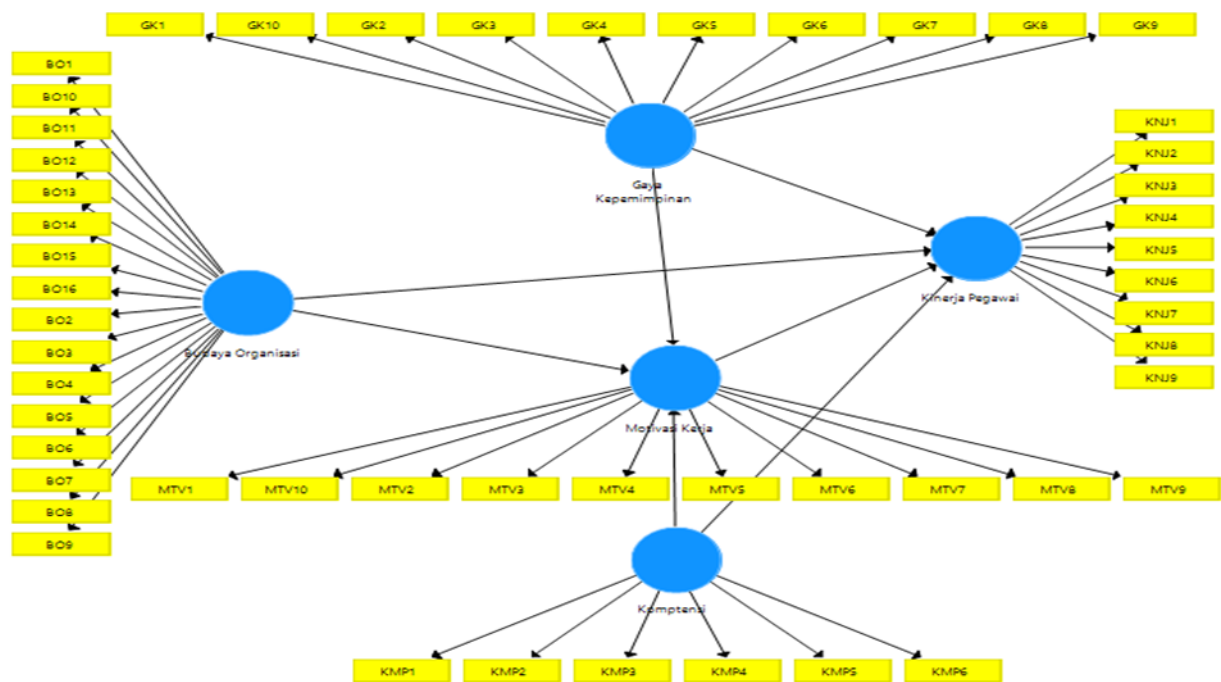 GK1 GK10 GK2 GK3 GK4 GK5 GK6 GK7 GK8 GK9
BO1
BO10
BO11
BO12
BO13
BO14
BO15
BO16
BO2
BO3
BO4
BO5
BO6
BO7
BO8
BO9
Gaya
Kepemimpinan
KNJ1
KNJ2
KNJ3
KNJ4
KNJ5
KNJ6
KNJ7
KNJ8
KNJ9
Kinerja Pegawai
Budaya Organisasi
Motivasi Kerja
MTV1 MTV10 MTV2 MTV3 MTV4 MTV5 MTV6 MTV7 MTV8 MTV9
Komptensi
KMP1 KMP2 KMP3 KMP4 KMP5 KMP6